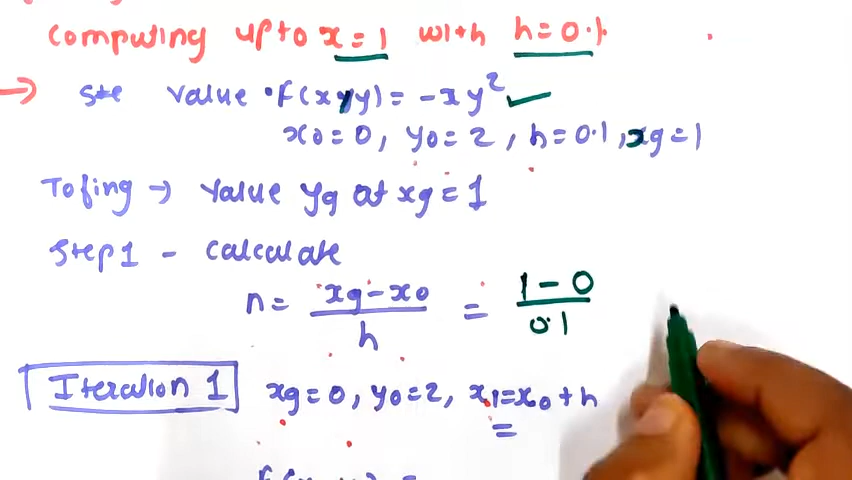 computing upto x=1 with h=0.1
ste value f(x,y)= -xy²
x0=0, y0=2, h=0.1, xg=1
To fing → value yg at xg=1
Step1 - calculate
n= xg-x0 / h = 1-0 / 0.1
Iteration 1 xg=0, y0=2, x1=x0+h
=